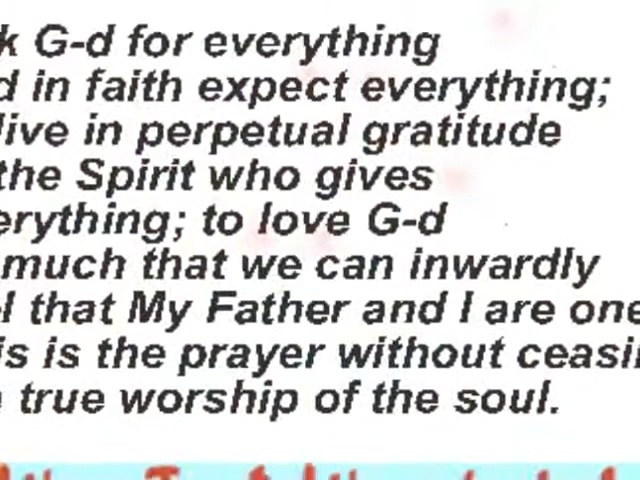 k G-d for everything
d in faith expect everything;
live in perpetual gratitude
the Spirit who gives
erything; to love G-d
much that we can inwardly
el that My Father and I are one
is is the prayer without ceasi
e true worship of the soul.